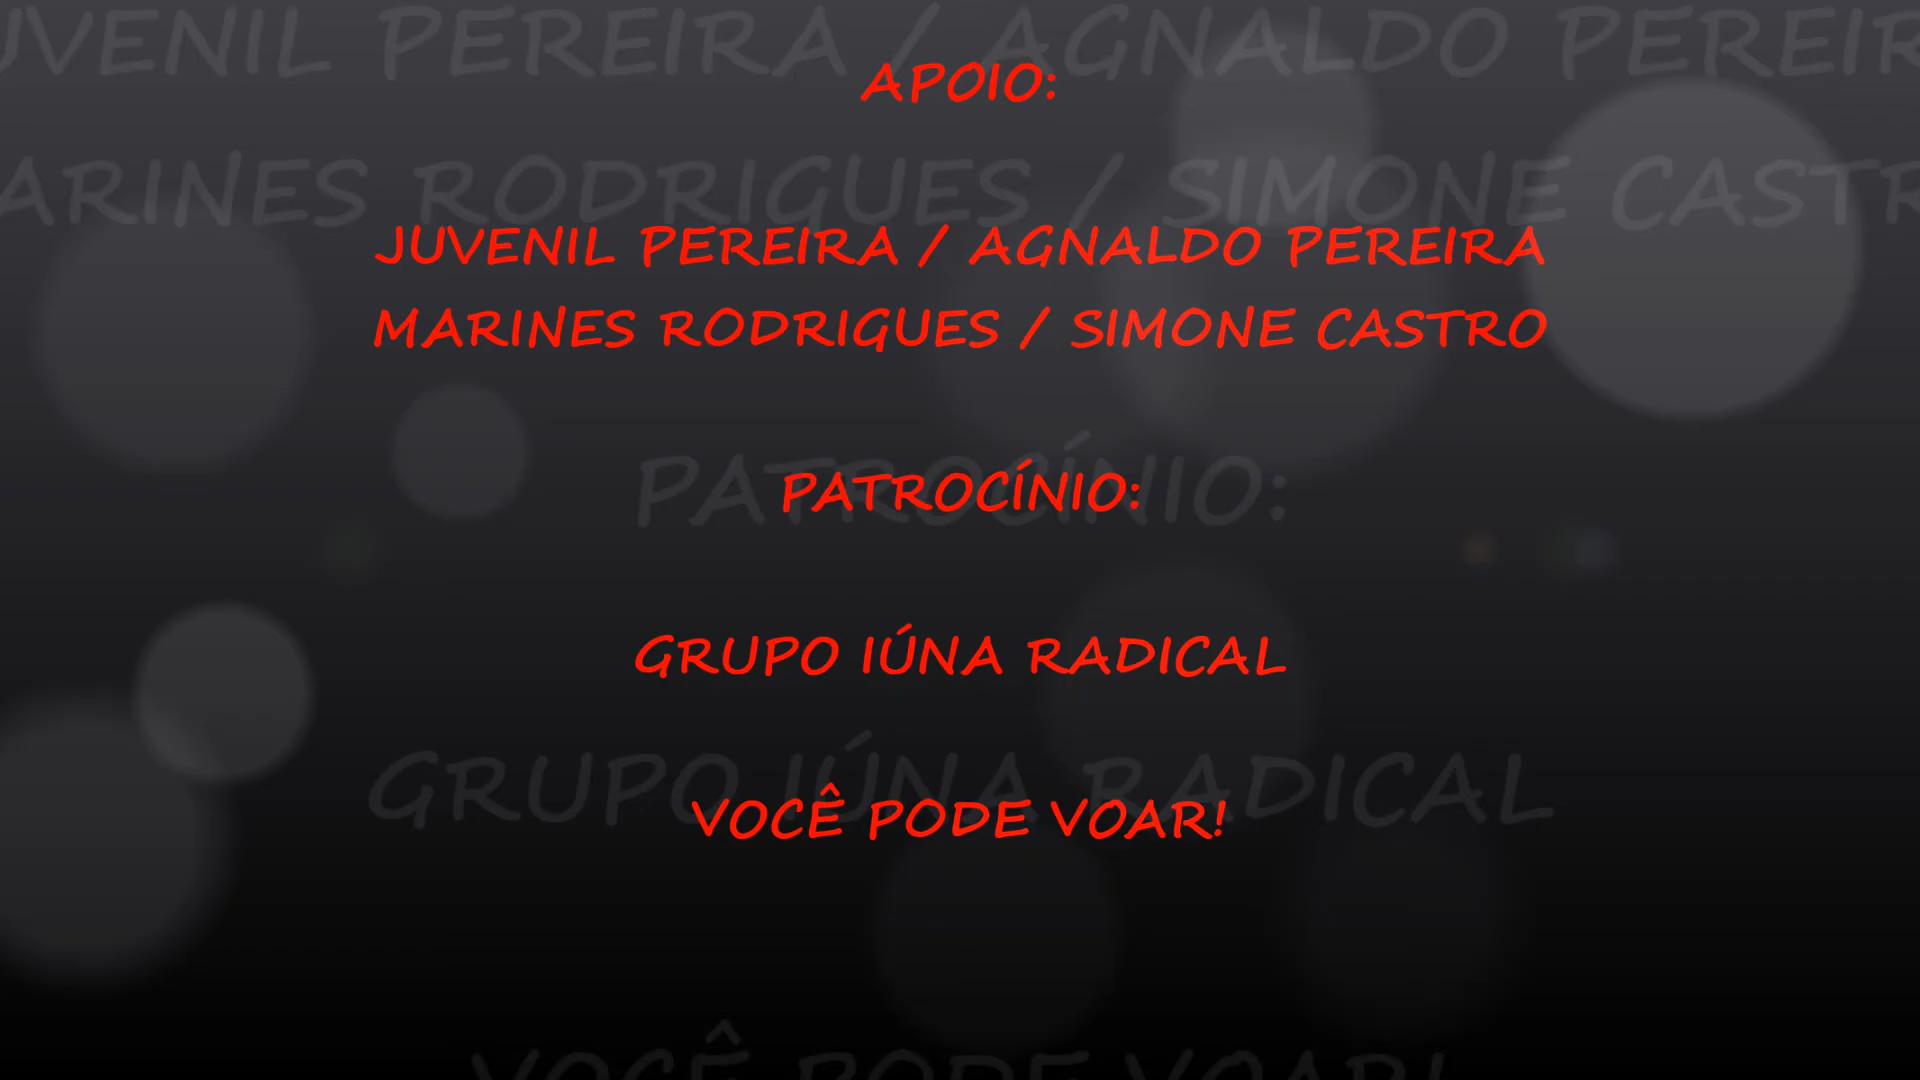 APOIO:
JUVENIL PEREIRA / AGNALDO PEREIRA
MARINES RODRIGUES / SIMONE CASTRO
PATROCÍNIO:
GRUPO IÚNA RADICAL
VOCÊ PODE VOAR!